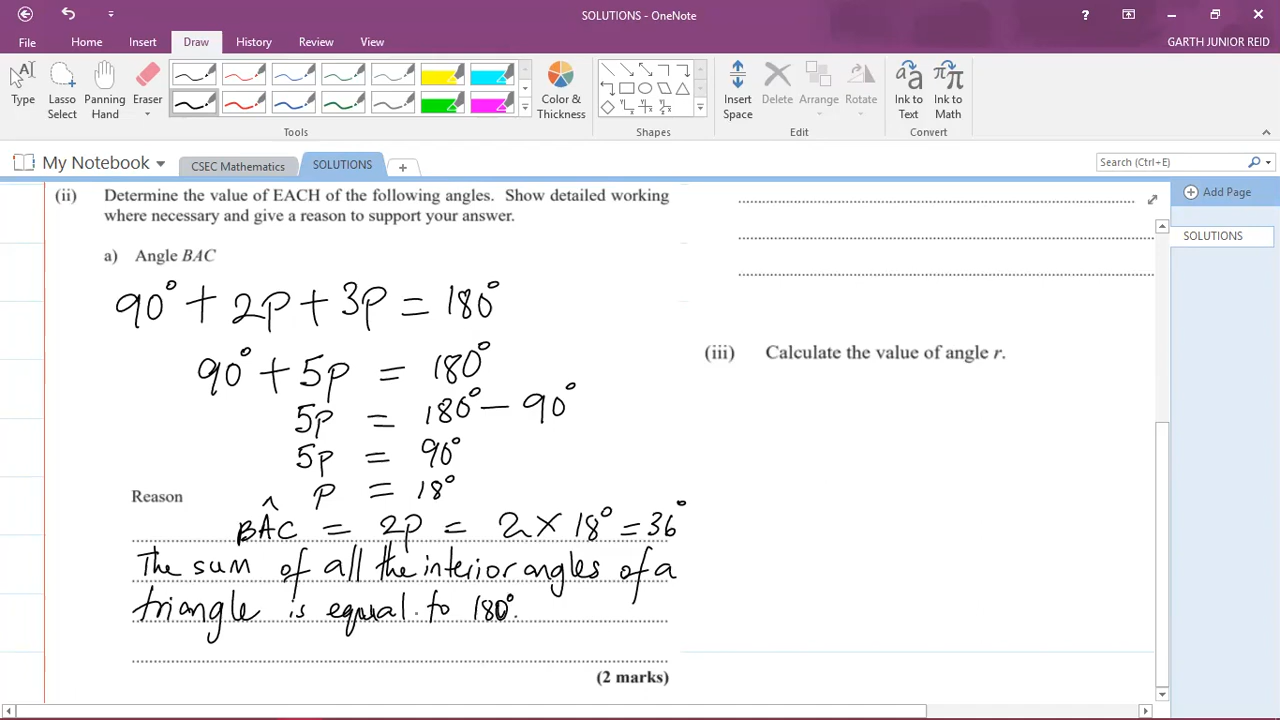 SOLUTIONS - OneNote
?
File
Home
Insert
Draw
History
Review
View
GARTH JUNIOR REID
Type
Lasso Select
Panning Hand
Eraser
Color & Thickness
Insert Space
Delete
Arrange
Rotate
Ink to Text
Ink to Math
Tools
Shapes
Edit
Convert
My Notebook
CSEC Mathematics
SOLUTIONS
Search (Ctrl+E)
Add Page
SOLUTIONS
(ii) Determine the value of EACH of the following angles. Show detailed working
where necessary and give a reason to support your answer.
a) Angle BAC
90° + 2p + 3p = 180°
90° + 5p = 180°
5p = 180° − 90°
5p = 90°
p = 18°
Reason
BÂC = 2p = 2 × 18° = 36°
The sum of all the interior angles of a
triangle is equal to 180°.
(2 marks)
(iii) Calculate the value of angle r.